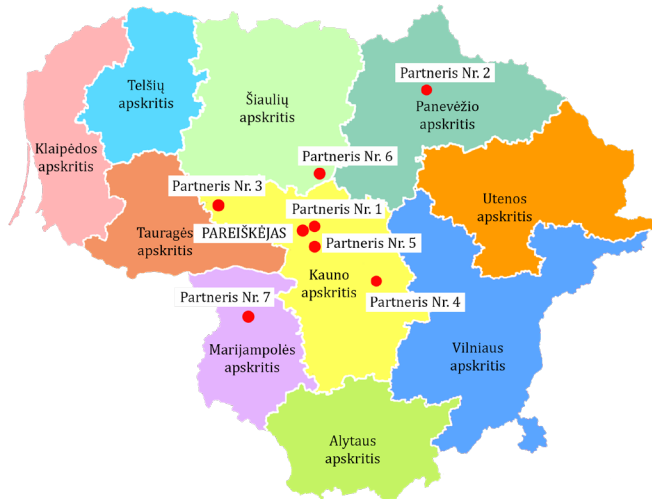 Telšių
apskritis
Šiaulių
apskritis
Partneris Nr. 2
Panevėžio
apskritis
Klaipėdos
apskritis
Partneris Nr. 6
Partneris Nr. 3
Utenos
apskritis
Partneris Nr. 1
Tauragės
apskritis
PAREIŠKĖJAS
Partneris Nr. 5
Kauno
apskritis
Partneris Nr. 7
Partneris Nr. 4
Marijampolės
apskritis
Vilniaus
apskritis
Alytaus
apskritis